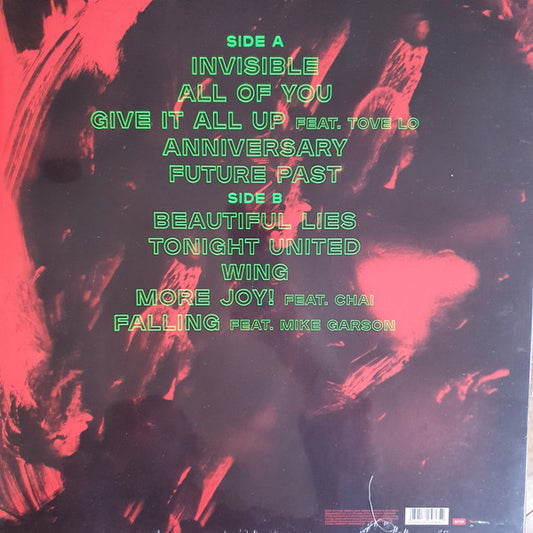 SIDE A
INVISIBLE
ALL OF YOU
GIVE IT ALL UP FEAT. TOVE LO
ANNIVERSARY
FUTURE PAST
SIDE B
BEAUTIFUL LIES
TONIGHT UNITED
WING
MORE JOY! FEAT. CHAI
FALLING FEAT. MIKE GARSON